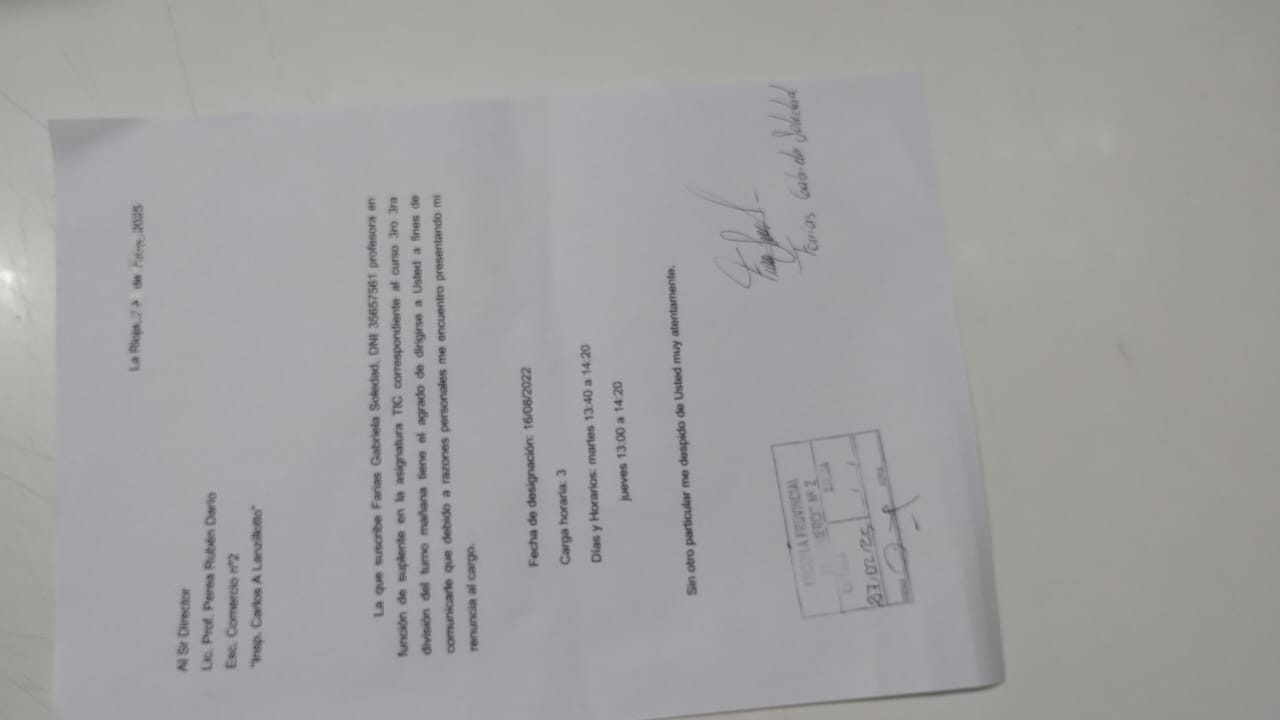 La Rioja, 27 de Febr. 2025
Al Sr Director
Lic. Prof. Perea Rubén Darío
Esc. Comercio nº2
"Insp. Carlos A Lanzillotto"
La que suscribe Farias Gabriela Soledad, DNI 35657561 profesora en
función de suplente en la asignatura TIC correspondiente al curso 3ro 3ra
división del turno mañana tiene el agrado de dirigirse a Usted a fines de
comunicarle que debido a razones personales me encuentro presentando mi
renuncia al cargo.
Fecha de designación: 16/08/2022
Carga horaria: 3
Días y Horarios: martes 13:40 a 14:20
jueves 13:00 a 14:20
Sin otro particular me despido de Usted muy atentamente.
Farias Gabriela Soledad
ESCUELA PROVINCIAL
Nº 2
27/02/25